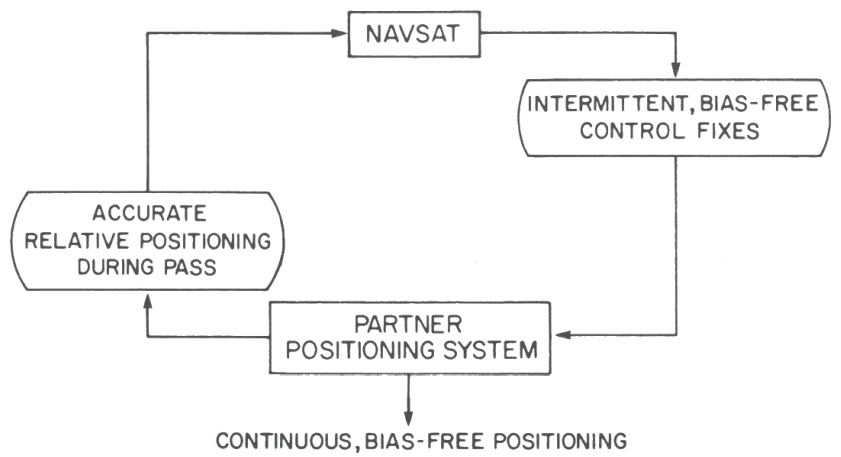 NAVSAT
INTERMITTENT, BIAS-FREE
CONTROL FIXES
ACCURATE
RELATIVE POSITIONING
DURING PASS
PARTNER
POSITIONING SYSTEM
CONTINUOUS, BIAS-FREE POSITIONING